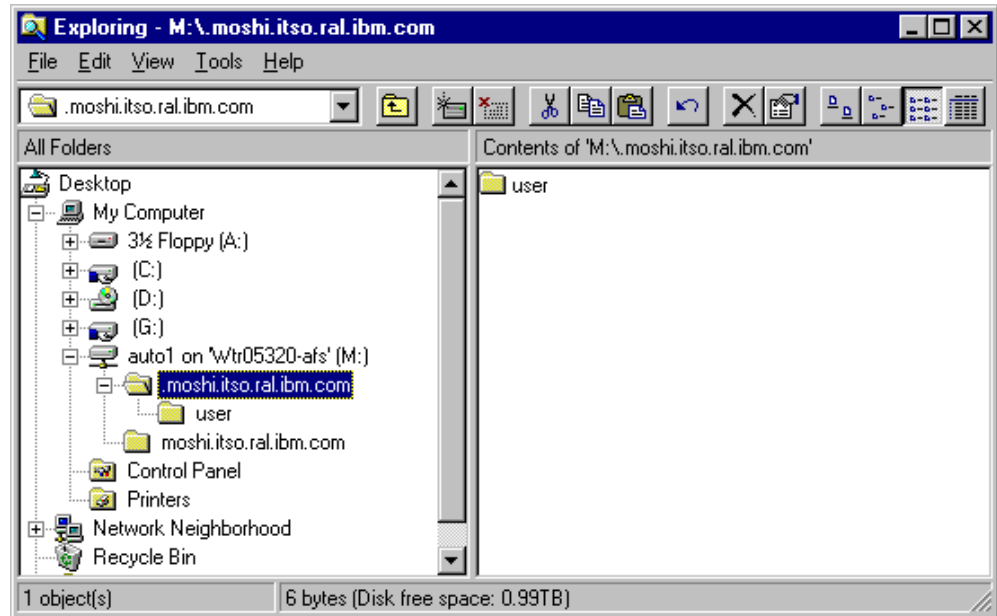 Exploring - M:\.moshi.itso.ral.ibm.com
File Edit View Tools Help
.moshi.itso.ral.ibm.com
All Folders
Contents of 'M:\.moshi.itso.ral.ibm.com'
Desktop
user
My Computer
3½ Floppy (A:)
(C:)
(D:)
(G:)
auto1 on 'Wtr05320-afs' (M:)
.moshi.itso.ral.ibm.com
user
moshi.itso.ral.ibm.com
Control Panel
Printers
Network Neighborhood
Recycle Bin
1 object(s)
6 bytes (Disk free space: 0.99TB)